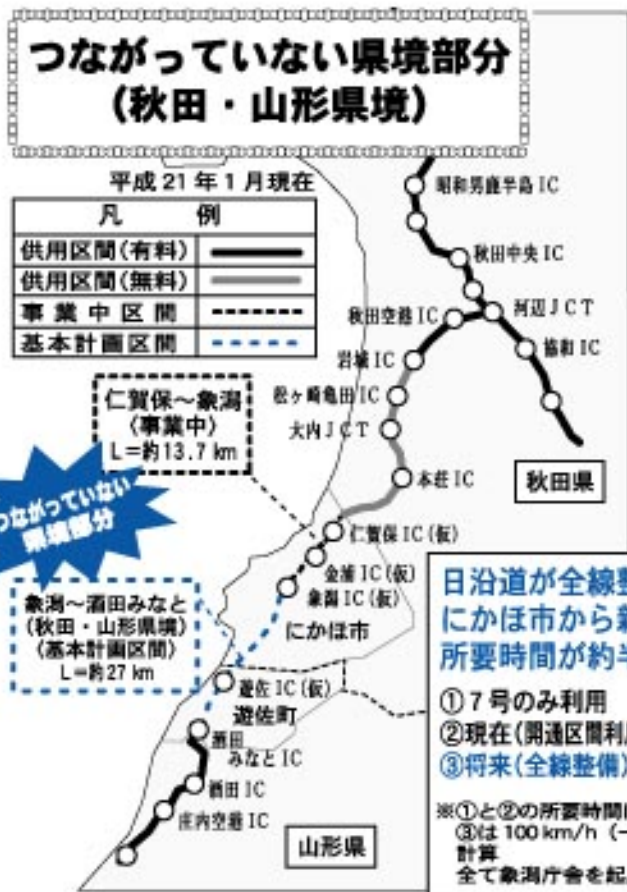 つながっていない県境部分
(秋田・山形県境)
平成21年1月現在
凡 例
供用区間(有料)
供用区間(無料)
事業中区間
基本計画区間
昭和男鹿半島IC
秋田中央IC
河辺JCT
秋田空港IC
協和IC
岩城IC
松ヶ崎亀田IC
大内JCT
本荘IC
秋田県
仁賀保～象潟
(事業中)
L=約13.7km
つながっていない
県境部分
仁賀保IC(仮)
金浦IC(仮)
象潟IC(仮)
にかほ市
象潟～酒田みなと
(秋田・山形県境)
(基本計画区間)
L=約27km
遊佐IC(仮)
遊佐町
酒田
みなとIC
酒田IC
庄内空港IC
山形県
日沿道が全線整
にかほ市から新
所要時間が約半
①7号のみ利用
②現在(開通区間利用
③将来(全線整備)
※①と②の所要時間は
③は100km/h(一
計算
全て象潟庁舎を起